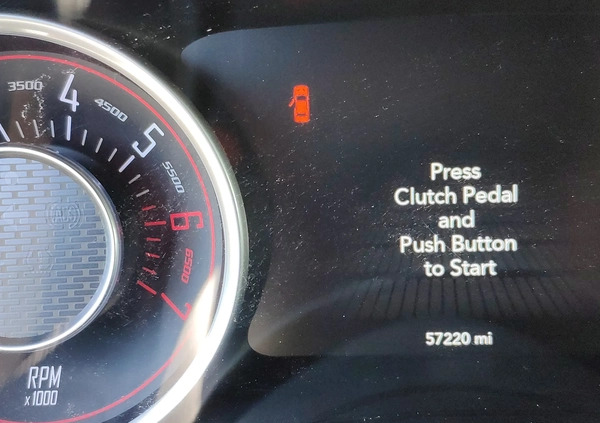 3500
4
4500
5
5500
6
6500
7
RPM
x1000
Press
Clutch Pedal
and
Push Button
to Start
57220 mi